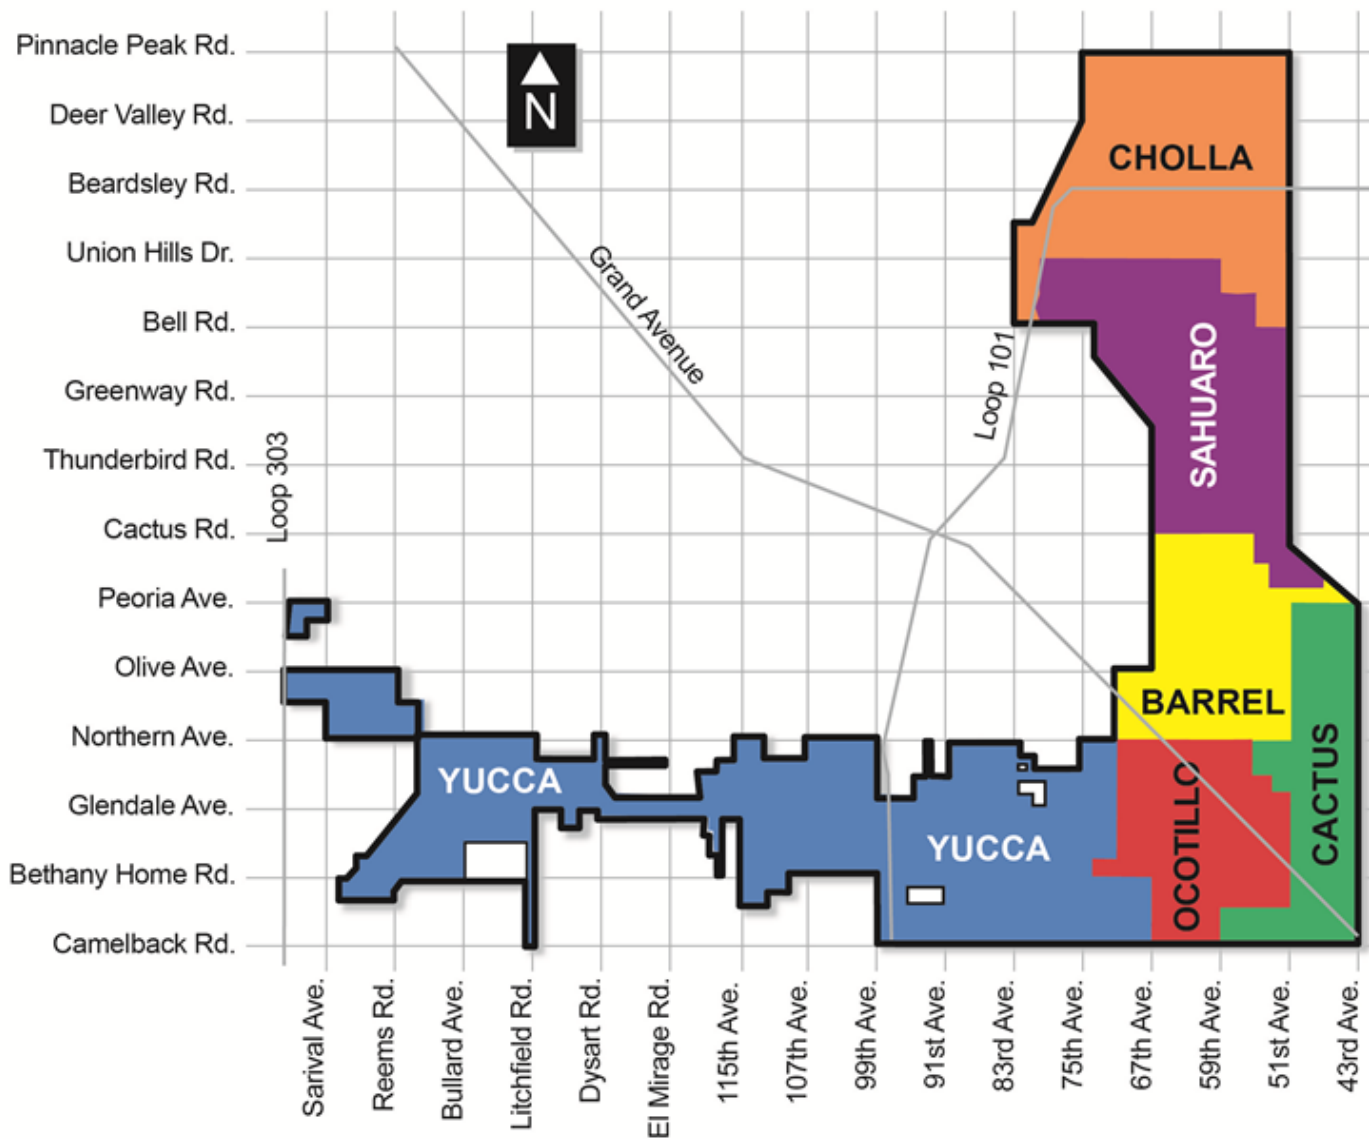 Pinnacle Peak Rd.
N
Deer Valley Rd.
CHOLLA
Beardsley Rd.
Union Hills Dr.
Grand Avenue
Bell Rd.
Loop 101
SAHUARO
Greenway Rd.
Thunderbird Rd.
Loop 303
Cactus Rd.
Peoria Ave.
Olive Ave.
BARREL
Northern Ave.
YUCCA
Glendale Ave.
YUCCA
OCOTILLO
CACTUS
Bethany Home Rd.
Camelback Rd.
Sarival Ave.
Reems Rd.
Bullard Ave.
Litchfield Rd.
Dysart Rd.
El Mirage Rd.
115th Ave.
107th Ave.
99th Ave.
91st Ave.
83rd Ave.
75th Ave.
67th Ave.
59th Ave.
51st Ave.
43rd Ave.